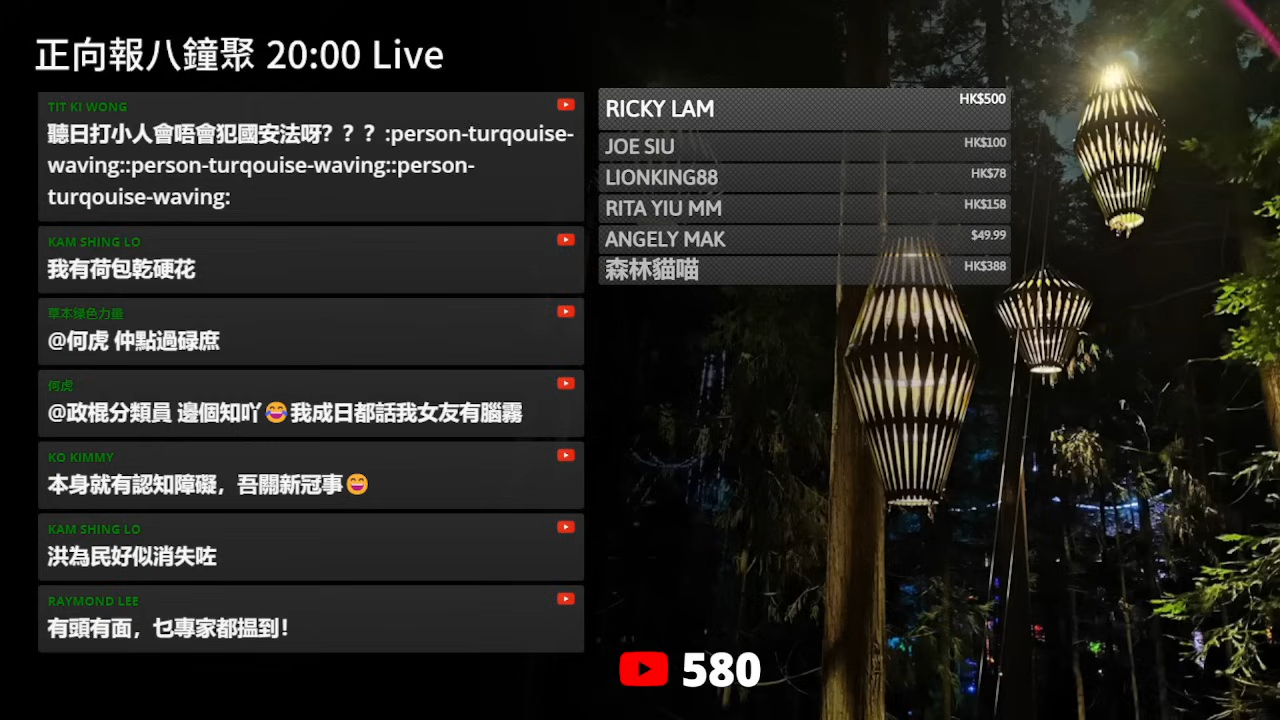 正向報八鐘聚 20:00 Live
TIT KI WONG
聽日打小人會唔會犯國安法呀？？？:person-turqouise-
waving::person-turqouise-waving::person-
turqouise-waving:
KAM SHING LO
我有荷包乾硬花
草本绿色力量
@何虎 仲點過碌庶
何虎
@政棍分類員 邊個知吖😂我成日都話我女友有腦霧
KO KIMMY
本身就有認知障礙，吾關新冠事😄
KAM SHING LO
洪為民好似消失咗
RAYMOND LEE
有頭有面，乜專家都揾到！
RICKY LAM HK$500
JOE SIU HK$100
LIONKING88 HK$78
RITA YIU MM HK$158
ANGELY MAK $49.99
森林貓喵 HK$388
580